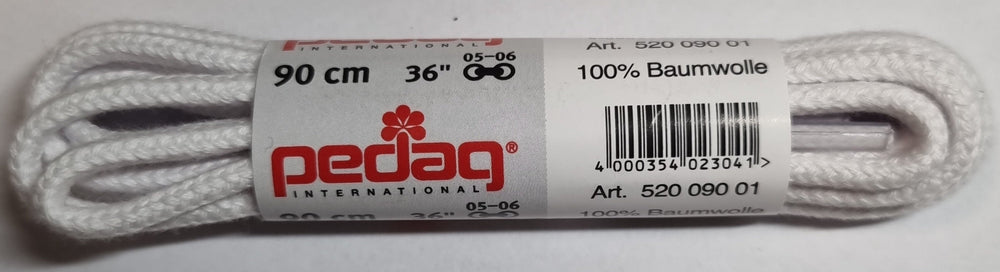 pedag
INTERNATIONAL
90 cm 36" 05–06
pedag®
INTERNATIONAL
90 cm 36" 05–06
Art. 520 090 01
100% Baumwolle
4 000354 023041 >
Art. 520 090 01
100% Baumwolle